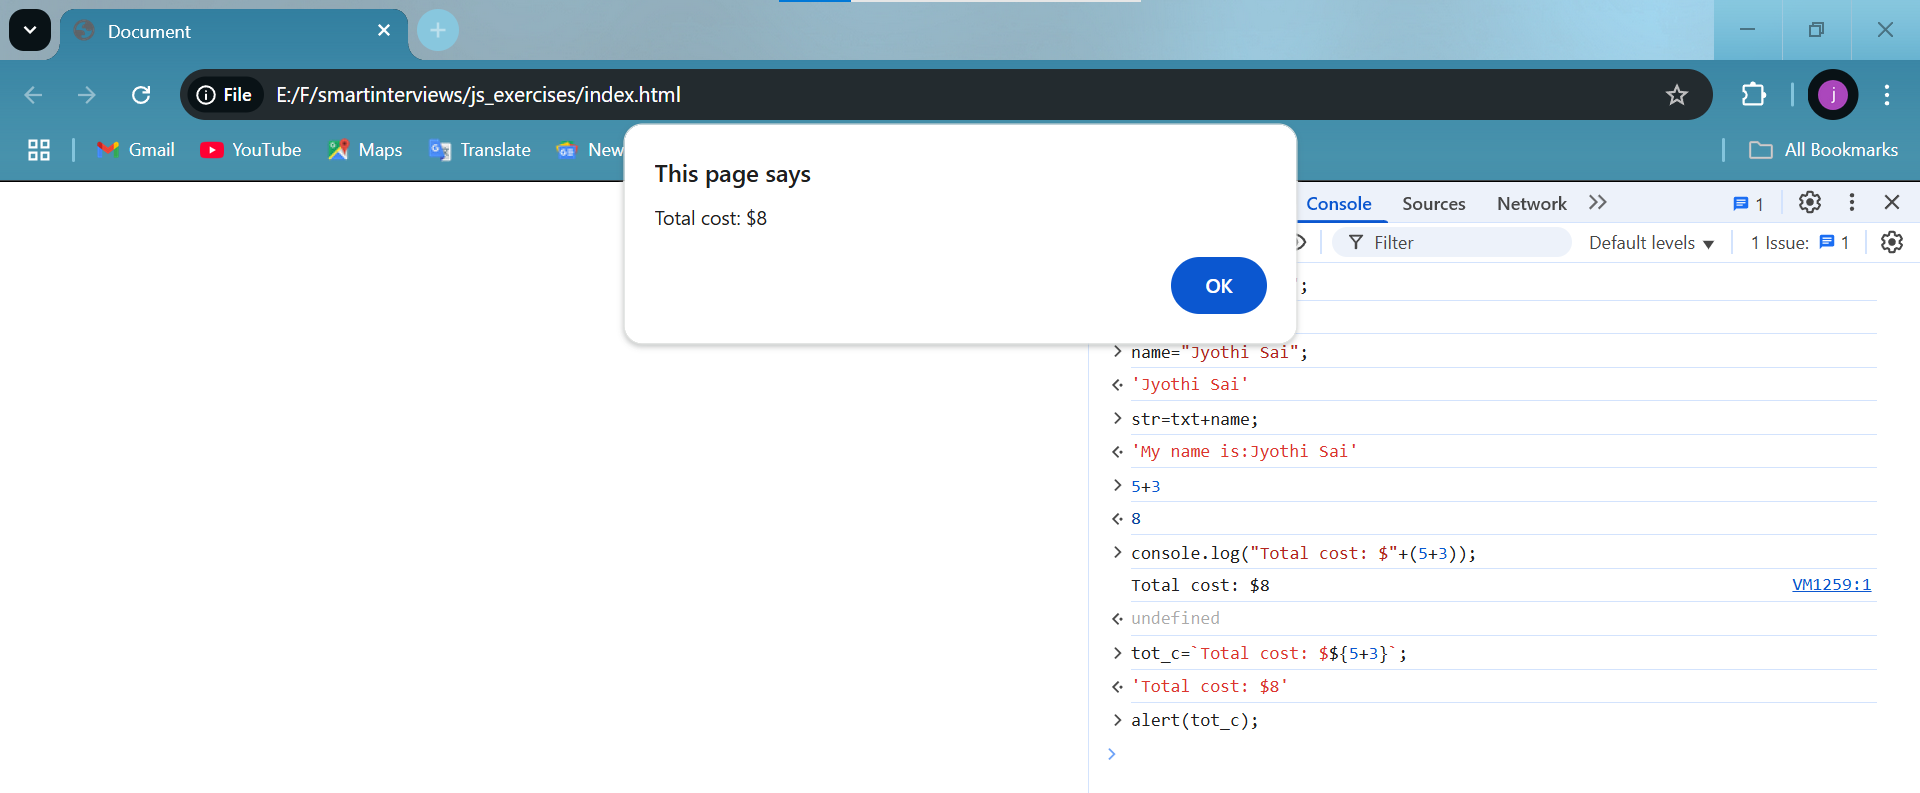 Document
File E:/F/smartinterviews/js_exercises/index.html
j
Gmail YouTube Maps Translate New All Bookmarks
This page says
Total cost: $8
OK
Console Sources Network 1
Filter Default levels 1 Issue: 1
;
name="Jyothi Sai";
'Jyothi Sai'
str=txt+name;
'My name is:Jyothi Sai'
5+3
8
console.log("Total cost: $"+(5+3));
Total cost: $8 VM1259:1
undefined
tot_c=`Total cost: $${5+3}`;
'Total cost: $8'
alert(tot_c);